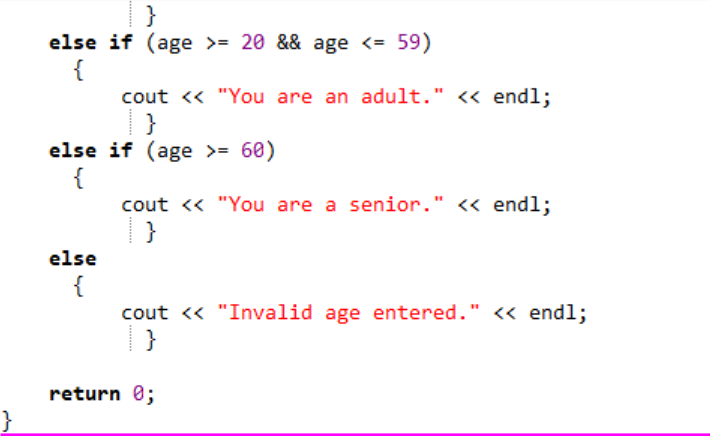 }
else if (age >= 20 && age <= 59)
{
cout << "You are an adult." << endl;
}
else if (age >= 60)
{
cout << "You are a senior." << endl;
}
else
{
cout << "Invalid age entered." << endl;
}
return 0;
}